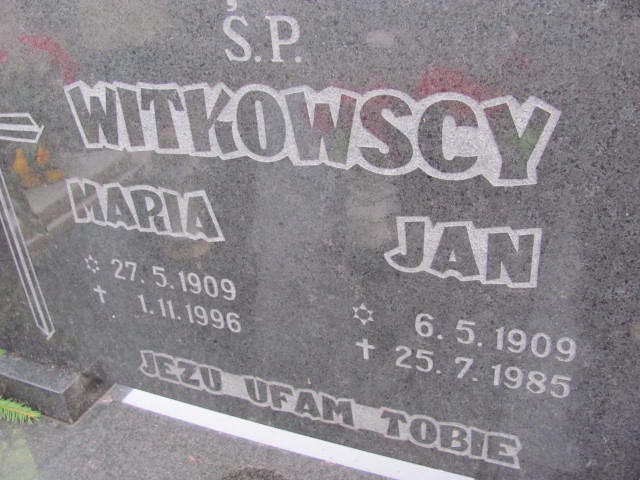 Ś.P.
WITKOWSCY
MARIA
✡ 27.5.1909
✝ 1.11.1996
JAN
✡ 6.5.1909
✝ 25.7.1985
JEZU UFAM TOBIE